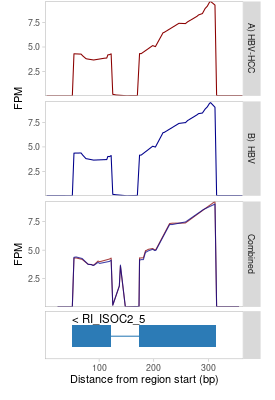 7.5
5.0
2.5
FPM
A) HBV-HCC
7.5
5.0
2.5
B) HBV
7.5
5.0
2.5
FPM
Combined
< RI_ISOC2_5
100
200
300
Distance from region start (bp)